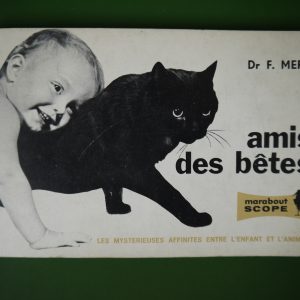 Dr F. MER
amis
des bêtes
marabout
SCOPE
LES MYSTERIEUSES AFFINITES ENTRE L'ENFANT ET L'ANIM